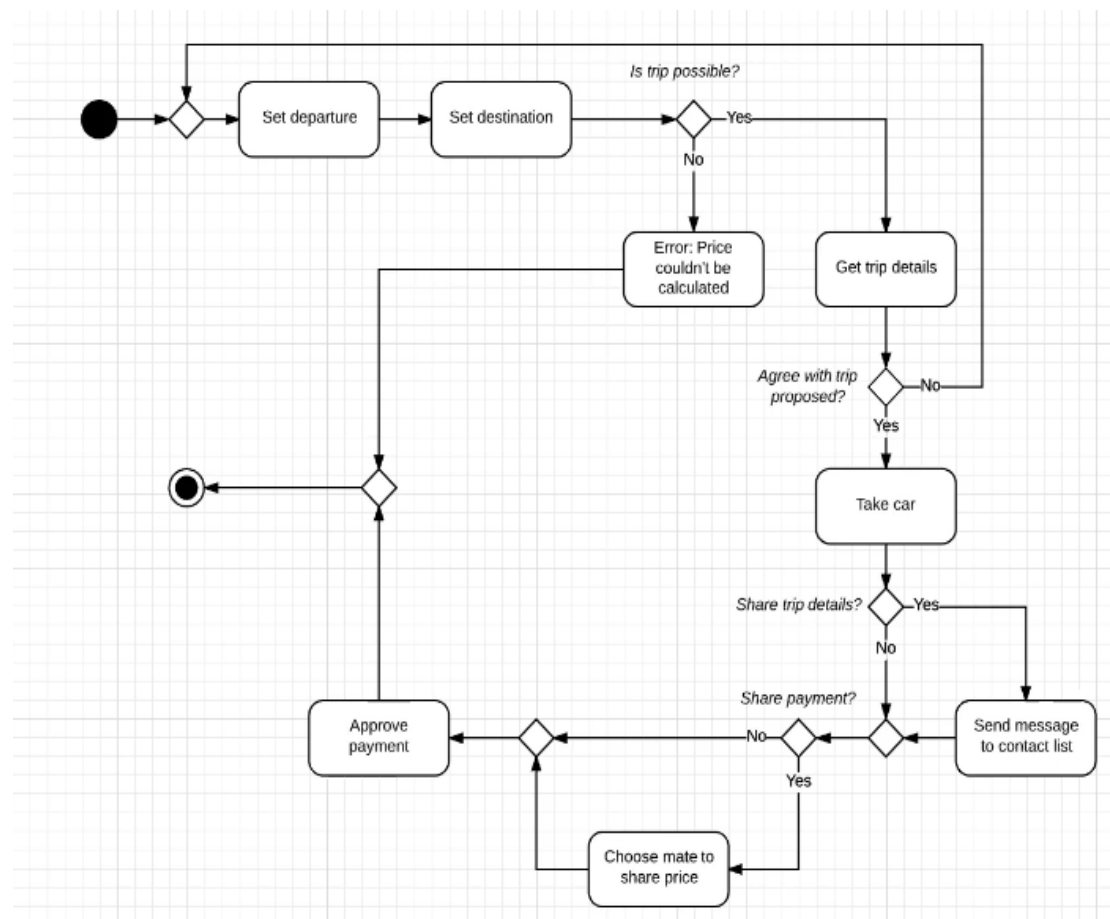 Is trip possible?
Set departure
Set destination
Yes
No
Error: Price
couldn't be
calculated
Get trip details
Agree with trip
proposed?
No
Yes
Take car
Share trip details?
Yes
No
Share payment?
Approve
payment
No
Send message
to contact list
Yes
Choose mate to
share price